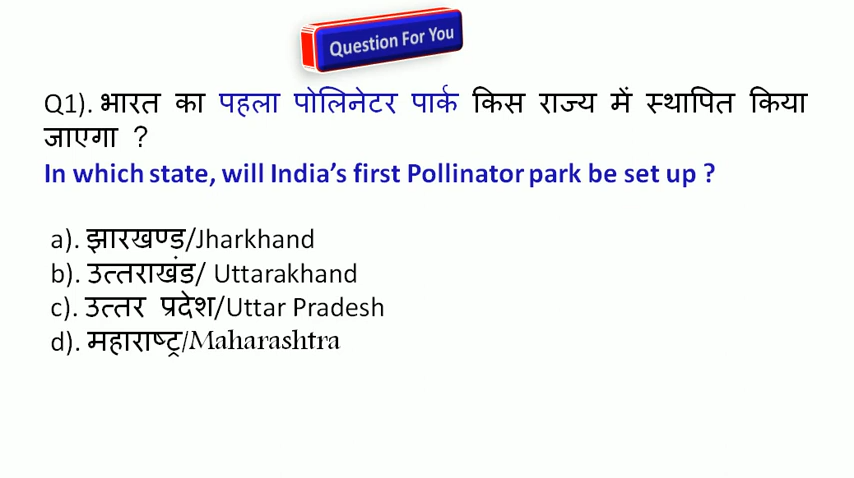 Question For You
Q1). भारत का पहला पोलिनेटर पार्क किस राज्य में स्थापित किया
जाएगा ?
In which state, will India's first Pollinator park be set up ?
a). झारखण्ड/Jharkhand
b). उत्तराखंड/ Uttarakhand
c). उत्तर प्रदेश/Uttar Pradesh
d). महाराष्ट्र/Maharashtra